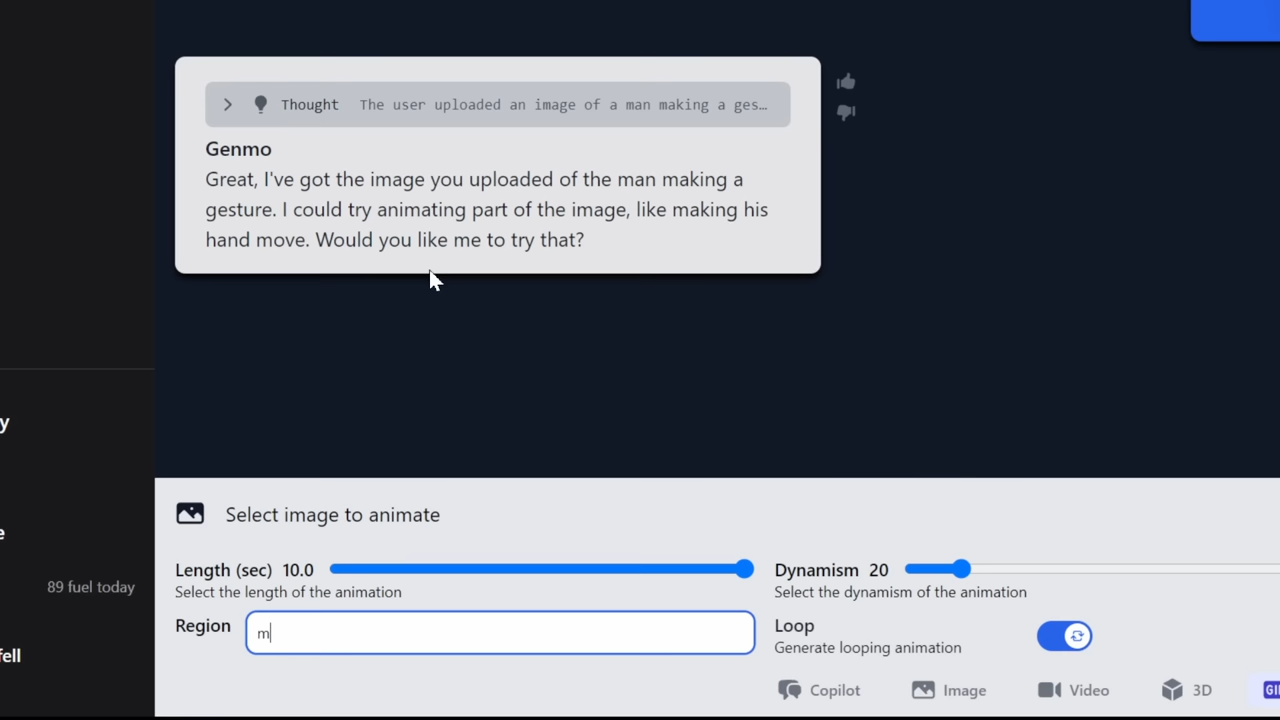 Thought The user uploaded an image of a man making a ges…
Genmo
Great, I've got the image you uploaded of the man making a
gesture. I could try animating part of the image, like making his
hand move. Would you like me to try that?
y
e
89 fuel today
fell
Select image to animate
Length (sec) 10.0
Select the length of the animation
Region m
Dynamism 20
Select the dynamism of the animation
Loop
Generate looping animation
Copilot Image Video 3D GI